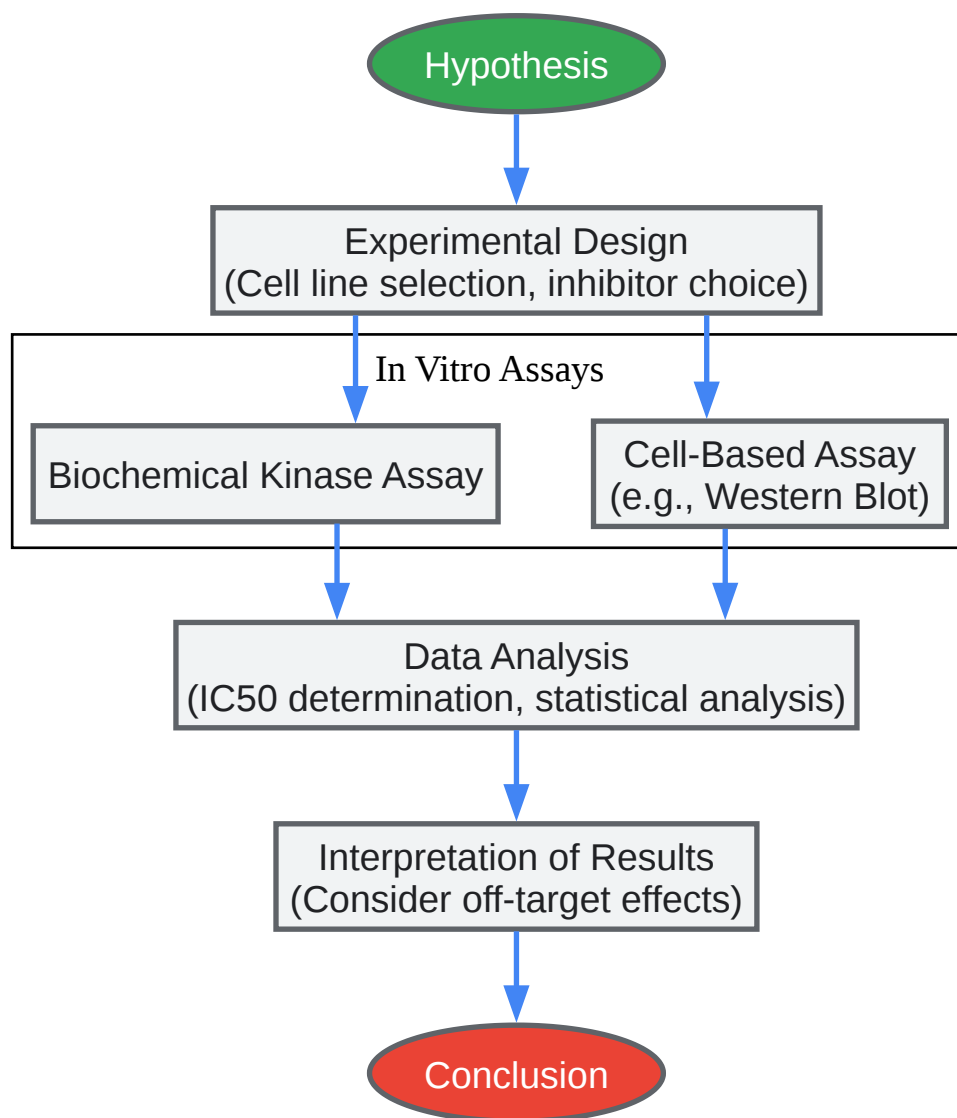 Hypothesis
Experimental Design
(Cell line selection, inhibitor choice)
In Vitro Assays
Biochemical Kinase Assay
Cell-Based Assay
(e.g., Western Blot)
Data Analysis
(IC50 determination, statistical analysis)
Interpretation of Results
(Consider off-target effects)
Conclusion